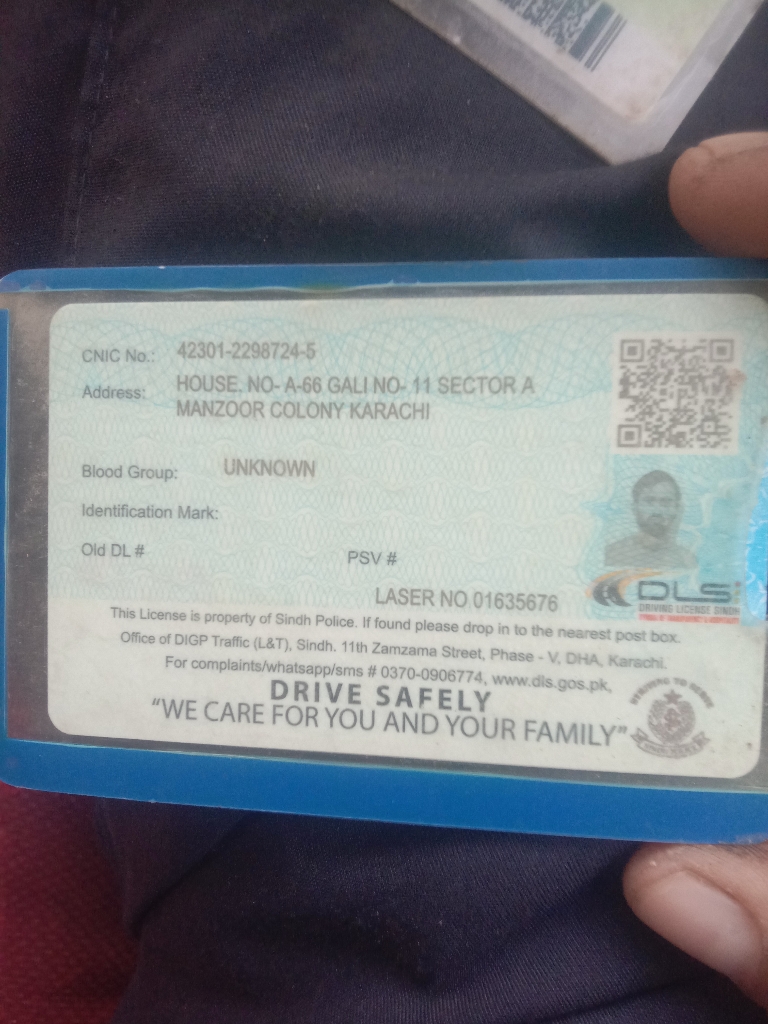 CNIC No.: 42301-2298724-5
Address: HOUSE. NO- A-66 GALI NO- 11 SECTOR A
MANZOOR COLONY KARACHI
Blood Group: UNKNOWN
Identification Mark:
Old DL # PSV #
LASER NO 01635676
DLS
DRIVING LICENSE SINDH
This License is property of Sindh Police. If found please drop in to the nearest post box.
Office of DIGP Traffic (L&T), Sindh. 11th Zamzama Street, Phase - V, DHA, Karachi.
For complaints/whatsapp/sms # 0370-0906774, www.dls.gos.pk,
DRIVE SAFELY
“WE CARE FOR YOU AND YOUR FAMILY”